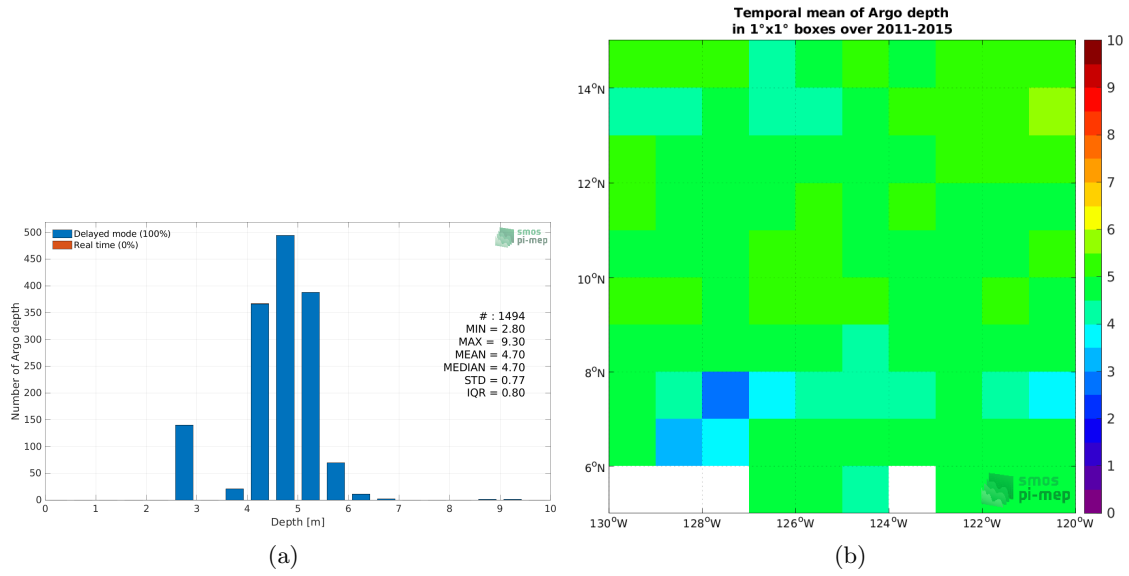 Temporal mean of Argo depth
in 1°x1° boxes over 2011-2015
Delayed mode (100%)
Real time (0%)
smos
pi-mep
# : 1494
MIN = 2.80
MAX = 9.30
MEAN = 4.70
MEDIAN = 4.70
STD = 0.77
IQR = 0.80
Number of Argo depth
500
450
400
350
300
250
200
150
100
50
0
0 1 2 3 4 5 6 7 8 9 10
Depth [m]
(a)
14°N
12°N
10°N
8°N
6°N
130°W 128°W 126°W 124°W 122°W 120°W
smos
pi-mep
10
9
8
7
6
5
4
3
2
1
0
(b)